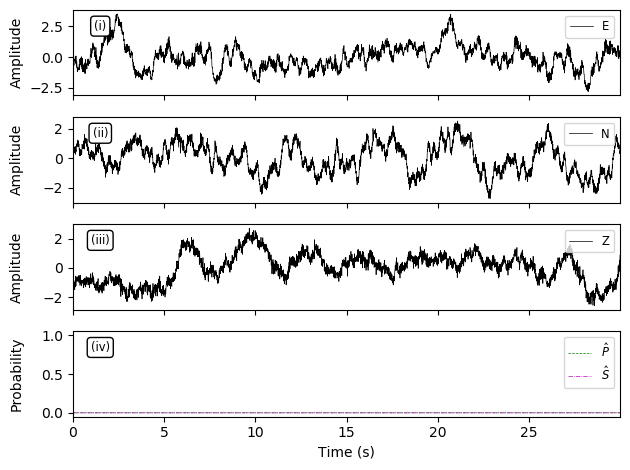 (i)
E
Amplitude
2.5
0.0
−2.5
(ii)
N
Amplitude
2
0
−2
(iii)
Z
Amplitude
2
0
−2
(iv)
P̂
Ŝ
Probability
1.0
0.5
0.0
0 5 10 15 20 25
Time (s)